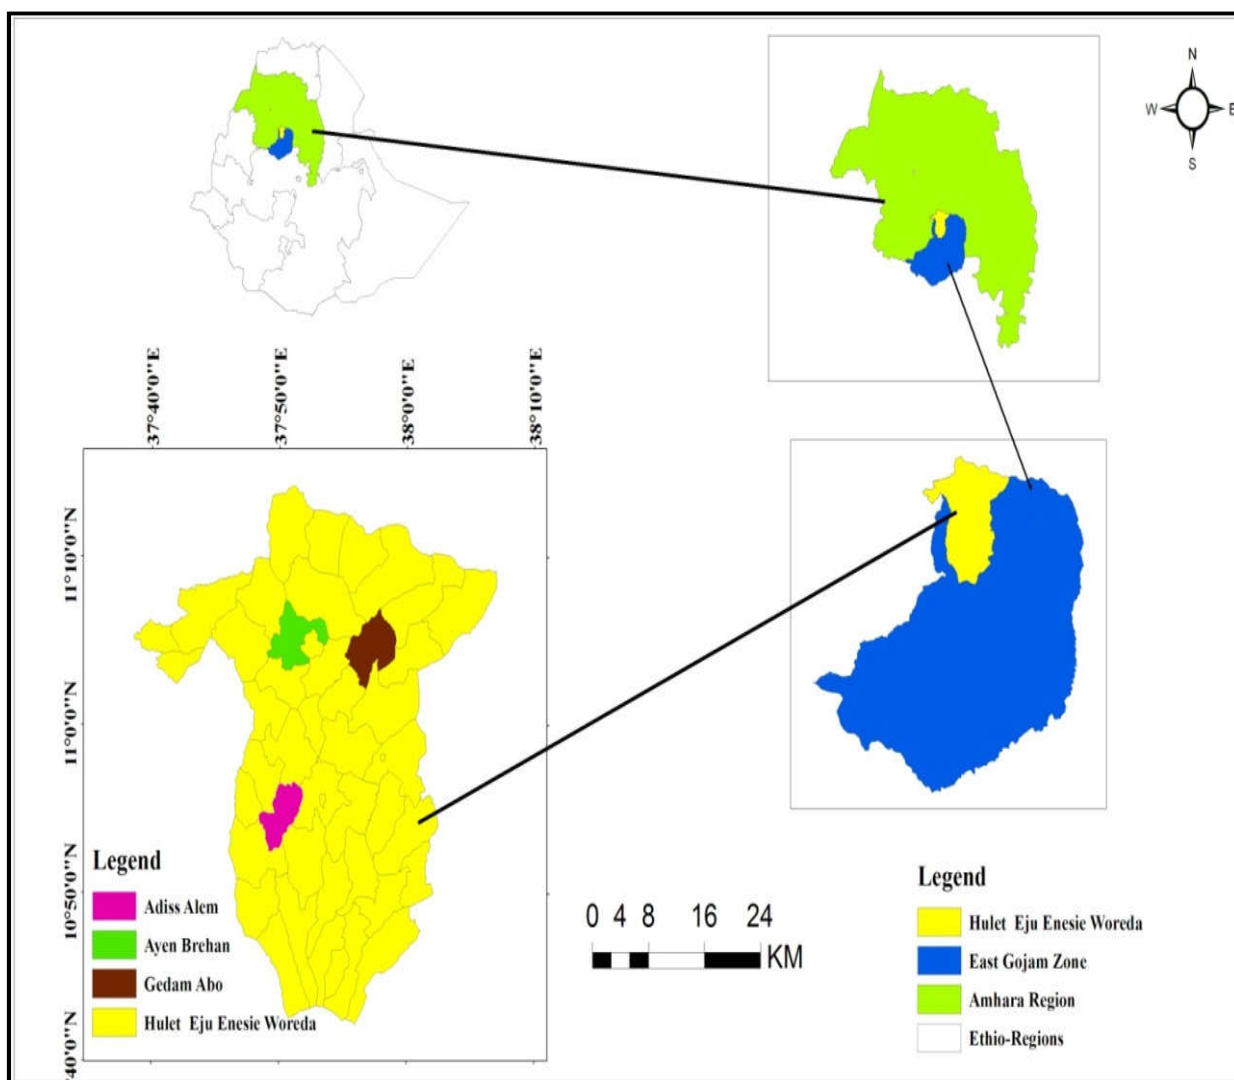 N
W
E
S
37°40'0"E
37°50'0"E
38°0'0"E
38°10'0"E
11°10'0"N
11°0'0"N
10°50'0"N
40'0"N
Legend
Adiss Alem
Ayen Brehan
Gedam Abo
Hulet Eju Enesie Woreda
0 4 8 16 24
KM
Legend
Hulet Eju Enesie Woreda
East Gojam Zone
Amhara Region
Ethio-Regions